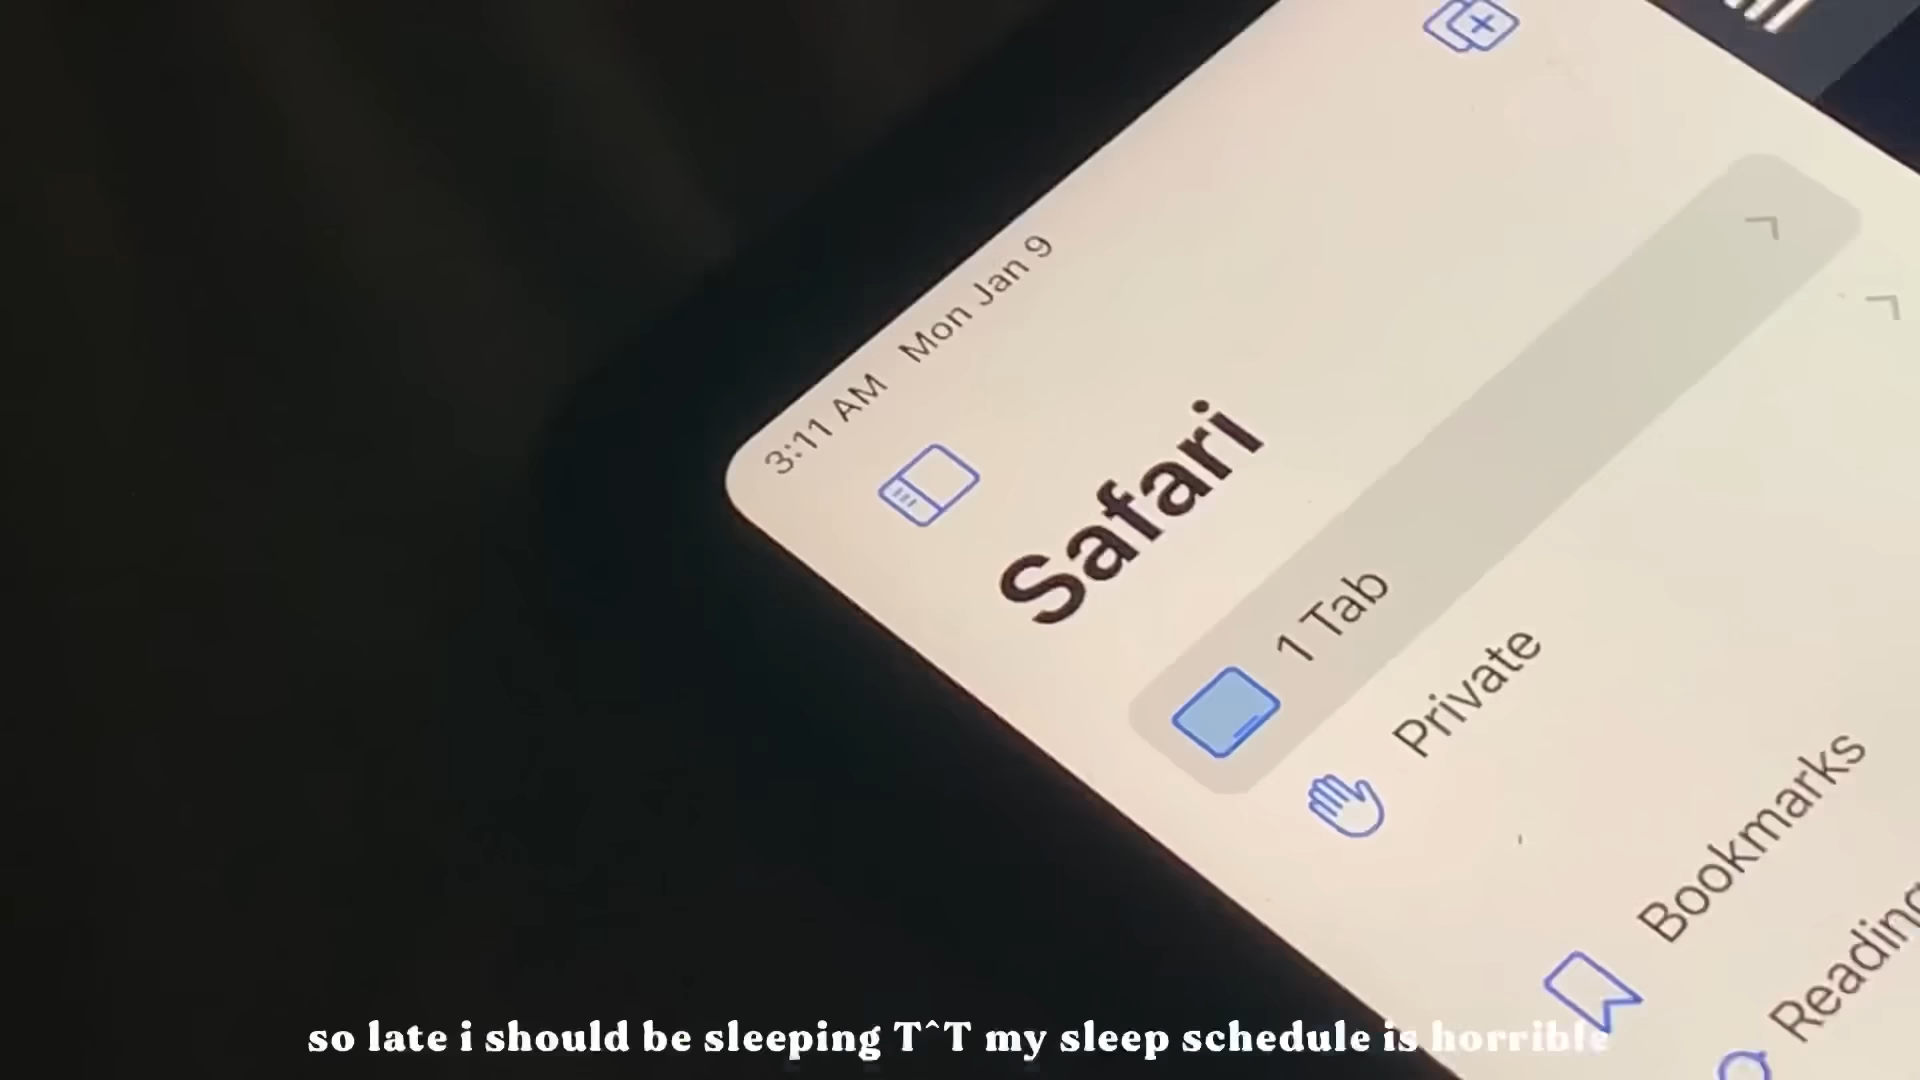 3:11 AM Mon Jan 9
Safari
1 Tab
Private
Bookmarks
Reading
so late i should be sleeping T^T my sleep schedule is horrible